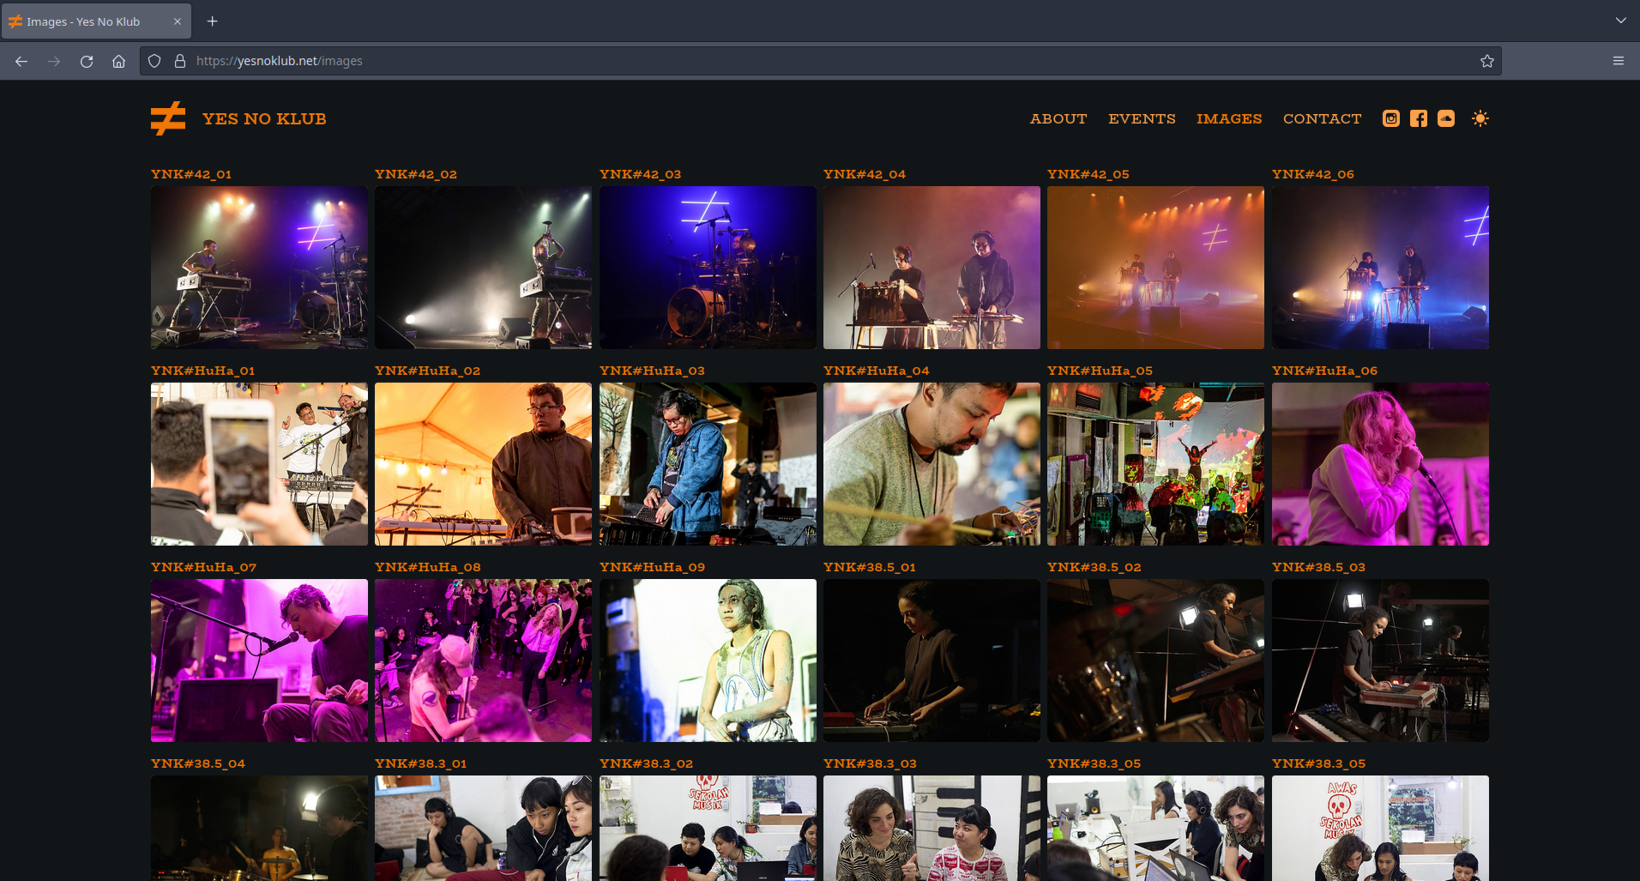 Images - Yes No Klub
https://yesnoklub.net/images
YES NO KLUB
ABOUT EVENTS IMAGES CONTACT
YNK#42_01 YNK#42_02 YNK#42_03 YNK#42_04 YNK#42_05 YNK#42_06
YNK#HuHa_01 YNK#HuHa_02 YNK#HuHa_03 YNK#HuHa_04 YNK#HuHa_05 YNK#HuHa_06
YNK#HuHa_07 YNK#HuHa_08 YNK#HuHa_09 YNK#38.5_01 YNK#38.5_02 YNK#38.5_03
YNK#38.5_04 YNK#38.3_01 YNK#38.3_02 YNK#38.3_03 YNK#38.3_05 YNK#38.3_05
SEKOLAH
MUSIK
AWAS
SEKOLAH
MUSIK